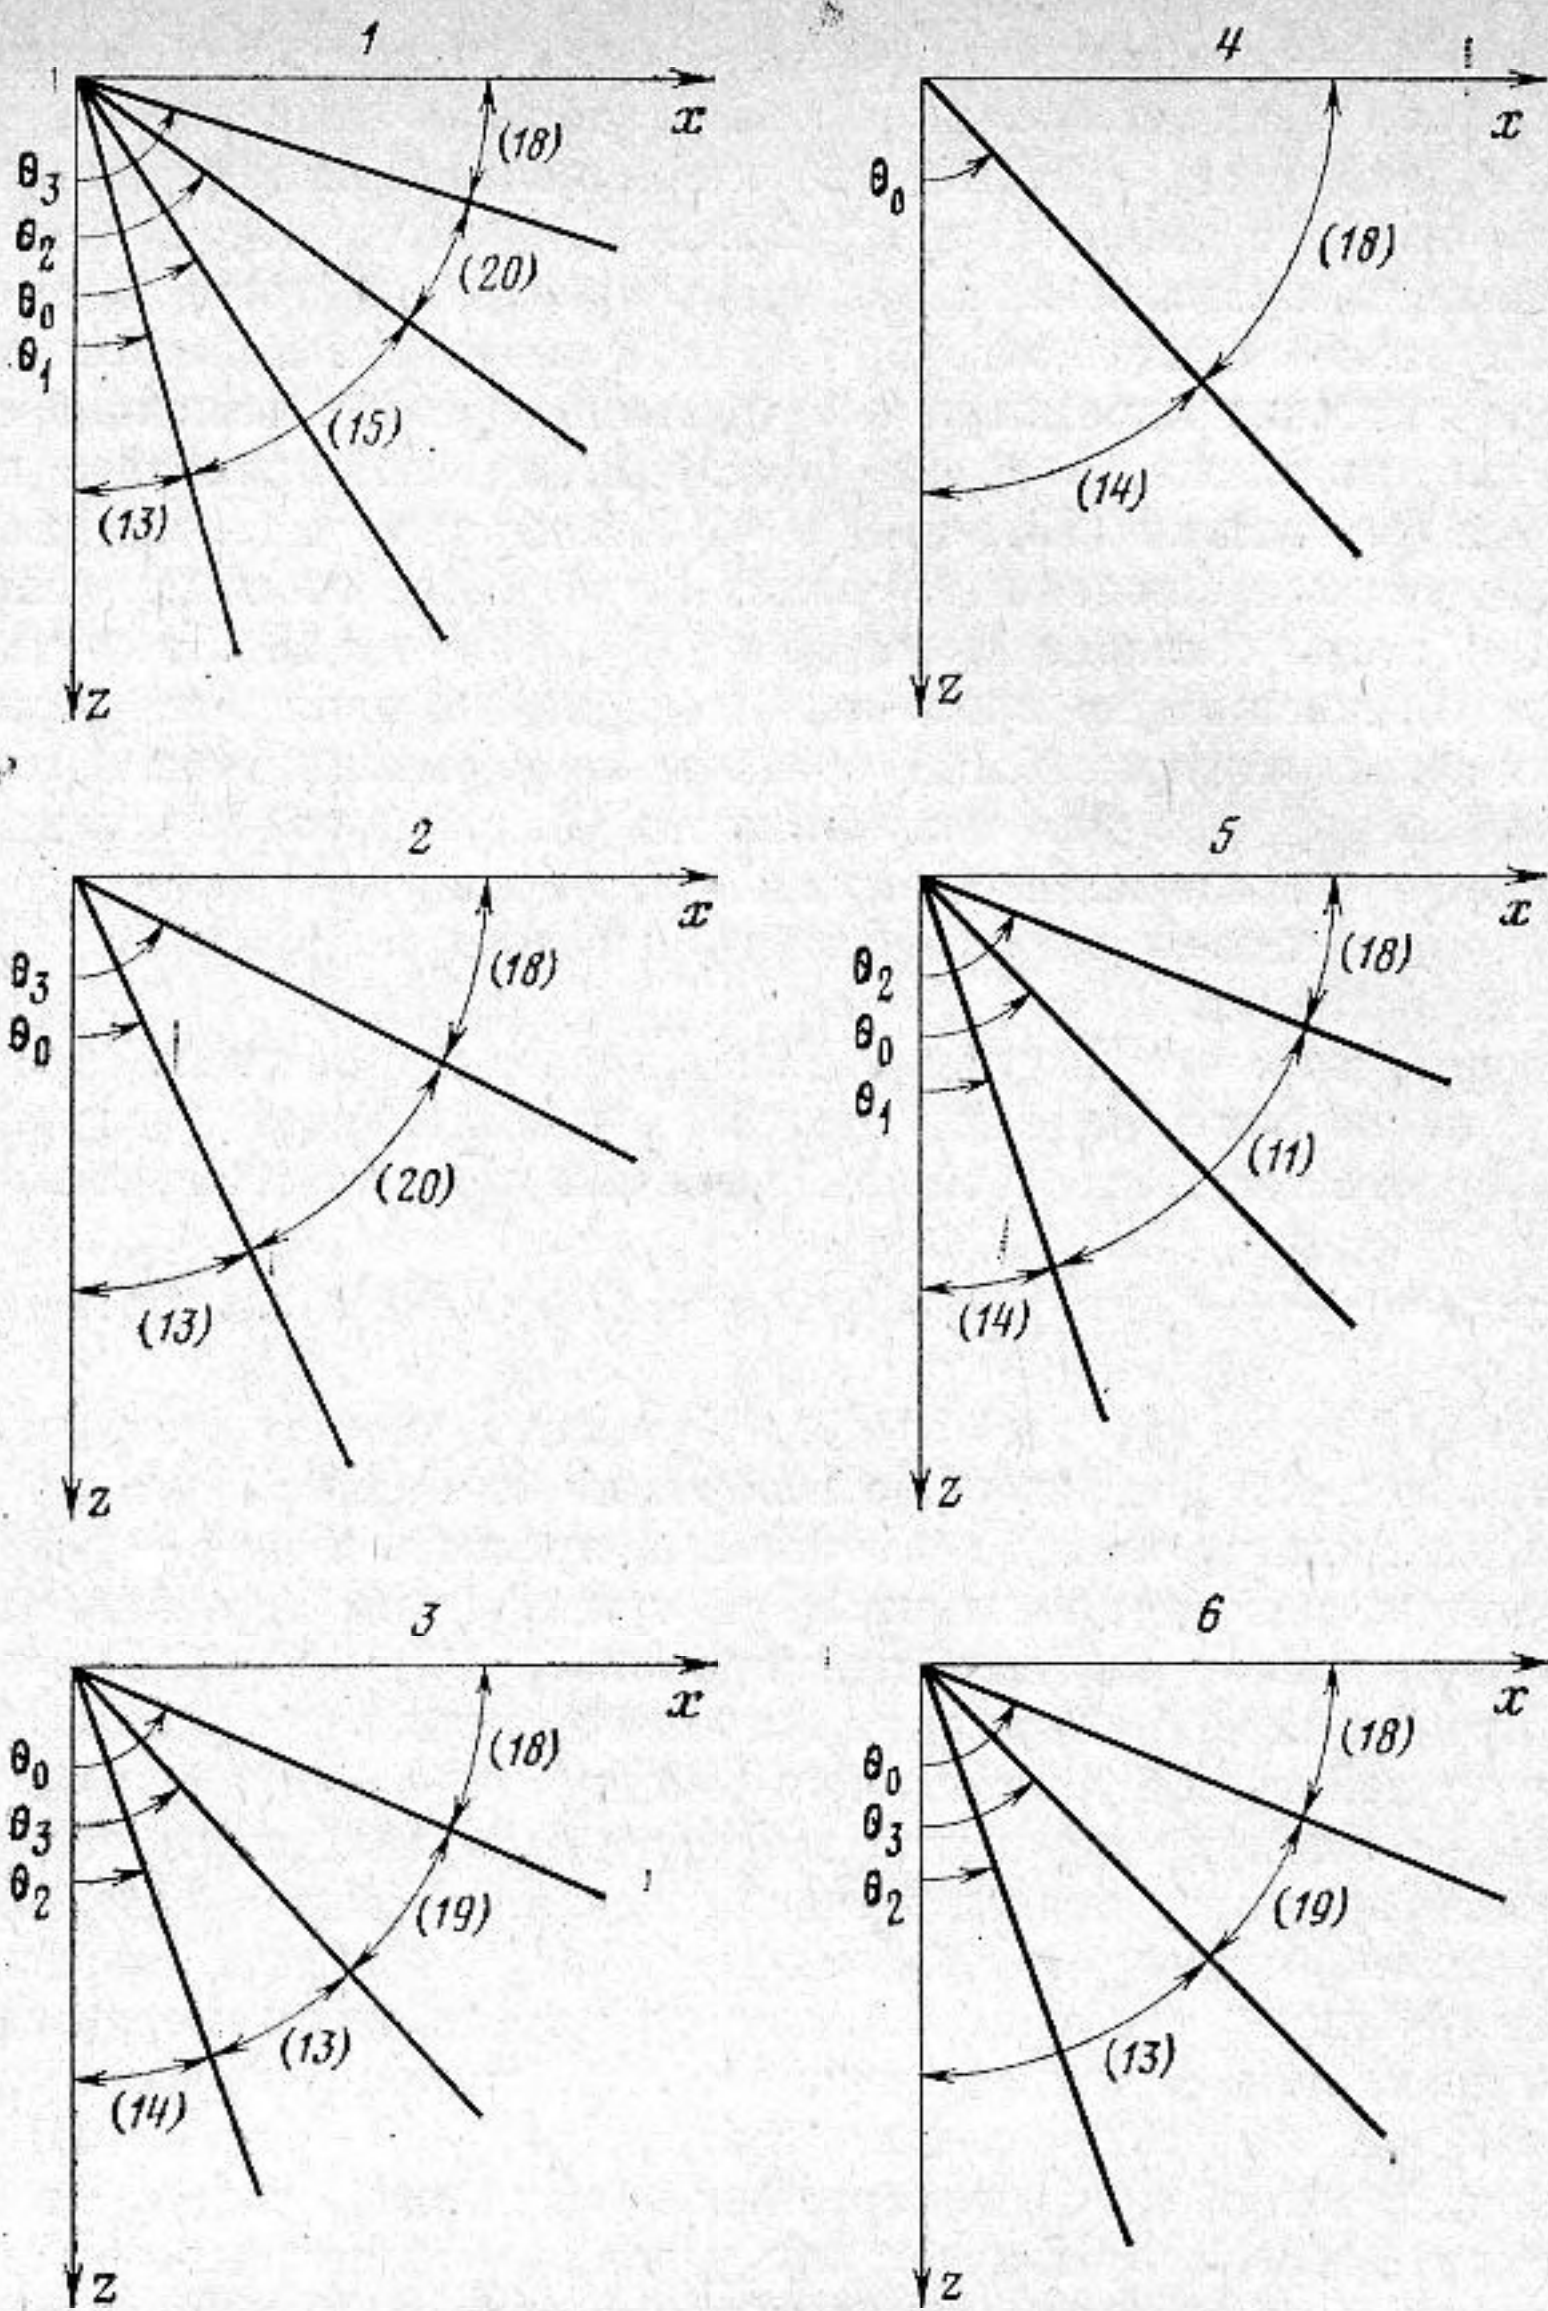 1
x
(18)
θ3
θ2
(20)
θ0
θ1
(15)
(13)
z
4
x
θ0
(18)
(14)
z
2
x
(18)
θ3
θ0
(20)
(13)
z
5
x
(18)
θ2
θ0
θ1
(11)
(14)
z
3
x
(18)
θ0
θ3
θ2
(19)
(13)
(14)
z
6
x
(18)
θ0
θ3
θ2
(19)
(13)
z